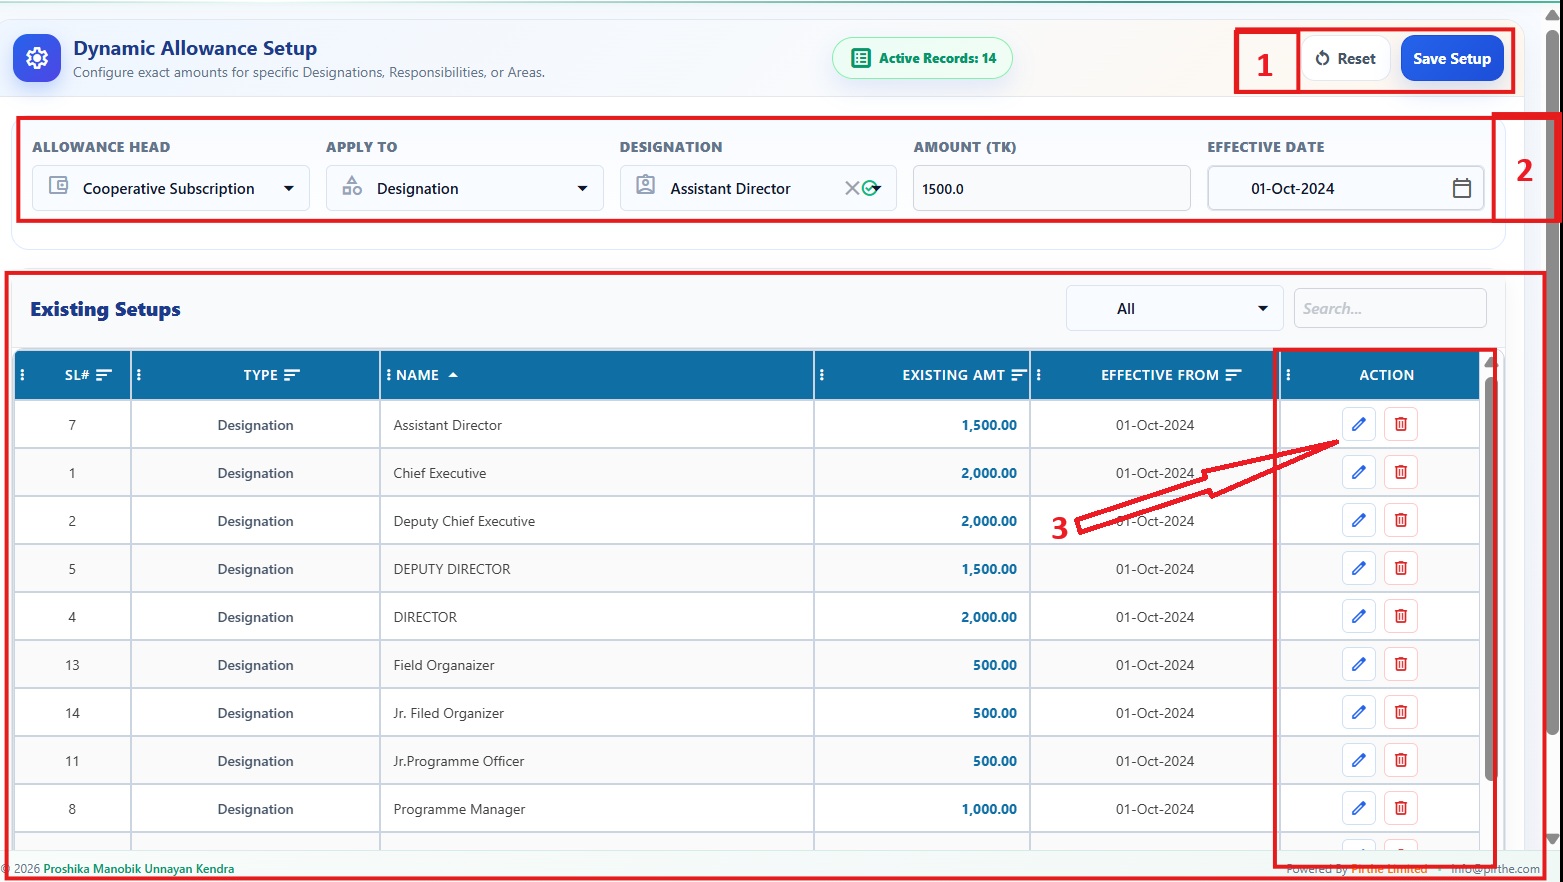 Dynamic Allowance Setup
Configure exact amounts for specific Designations, Responsibilities, or Areas.
Active Records: 14
1
Reset
Save Setup
ALLOWANCE HEAD APPLY TO DESIGNATION AMOUNT (TK) EFFECTIVE DATE
Cooperative Subscription Designation Assistant Director 1500.0 01-Oct-2024
2
Existing Setups
All
Search...
SL# TYPE NAME EXISTING AMT EFFECTIVE FROM ACTION
7 Designation Assistant Director 1,500.00 01-Oct-2024
1 Designation Chief Executive 2,000.00 01-Oct-2024
2 Designation Deputy Chief Executive 2,000.00 01-Oct-2024
3
5 Designation DEPUTY DIRECTOR 1,500.00 01-Oct-2024
4 Designation DIRECTOR 2,000.00 01-Oct-2024
13 Designation Field Organaizer 500.00 01-Oct-2024
14 Designation Jr. Filed Organizer 500.00 01-Oct-2024
11 Designation Jr.Programme Officer 500.00 01-Oct-2024
8 Designation Programme Manager 1,000.00 01-Oct-2024
© 2026 Proshika Manobik Unnayan Kendra
Powered By Pirthe Limited • info@pirthe.com